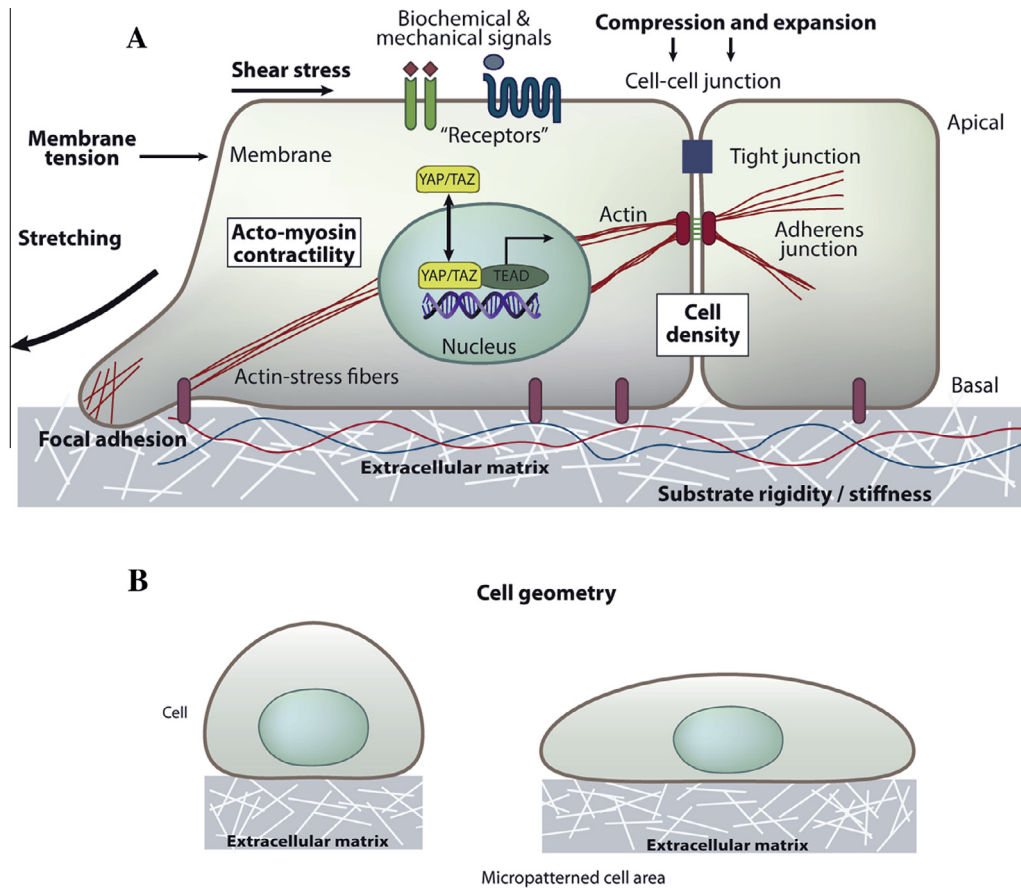 A
Biochemical &
mechanical signals
Compression and expansion
Shear stress
Cell-cell junction
"Receptors"
Apical
Membrane
tension
Membrane
Tight junction
YAP/TAZ
Stretching
Acto-myosin
contractility
Actin
Adherens
junction
YAP/TAZ
TEAD
Cell
density
Nucleus
Actin-stress fibers
Basal
Focal adhesion
Extracellular matrix
Substrate rigidity / stiffness
B
Cell geometry
Cell
Extracellular matrix
Extracellular matrix
Micropatterned cell area